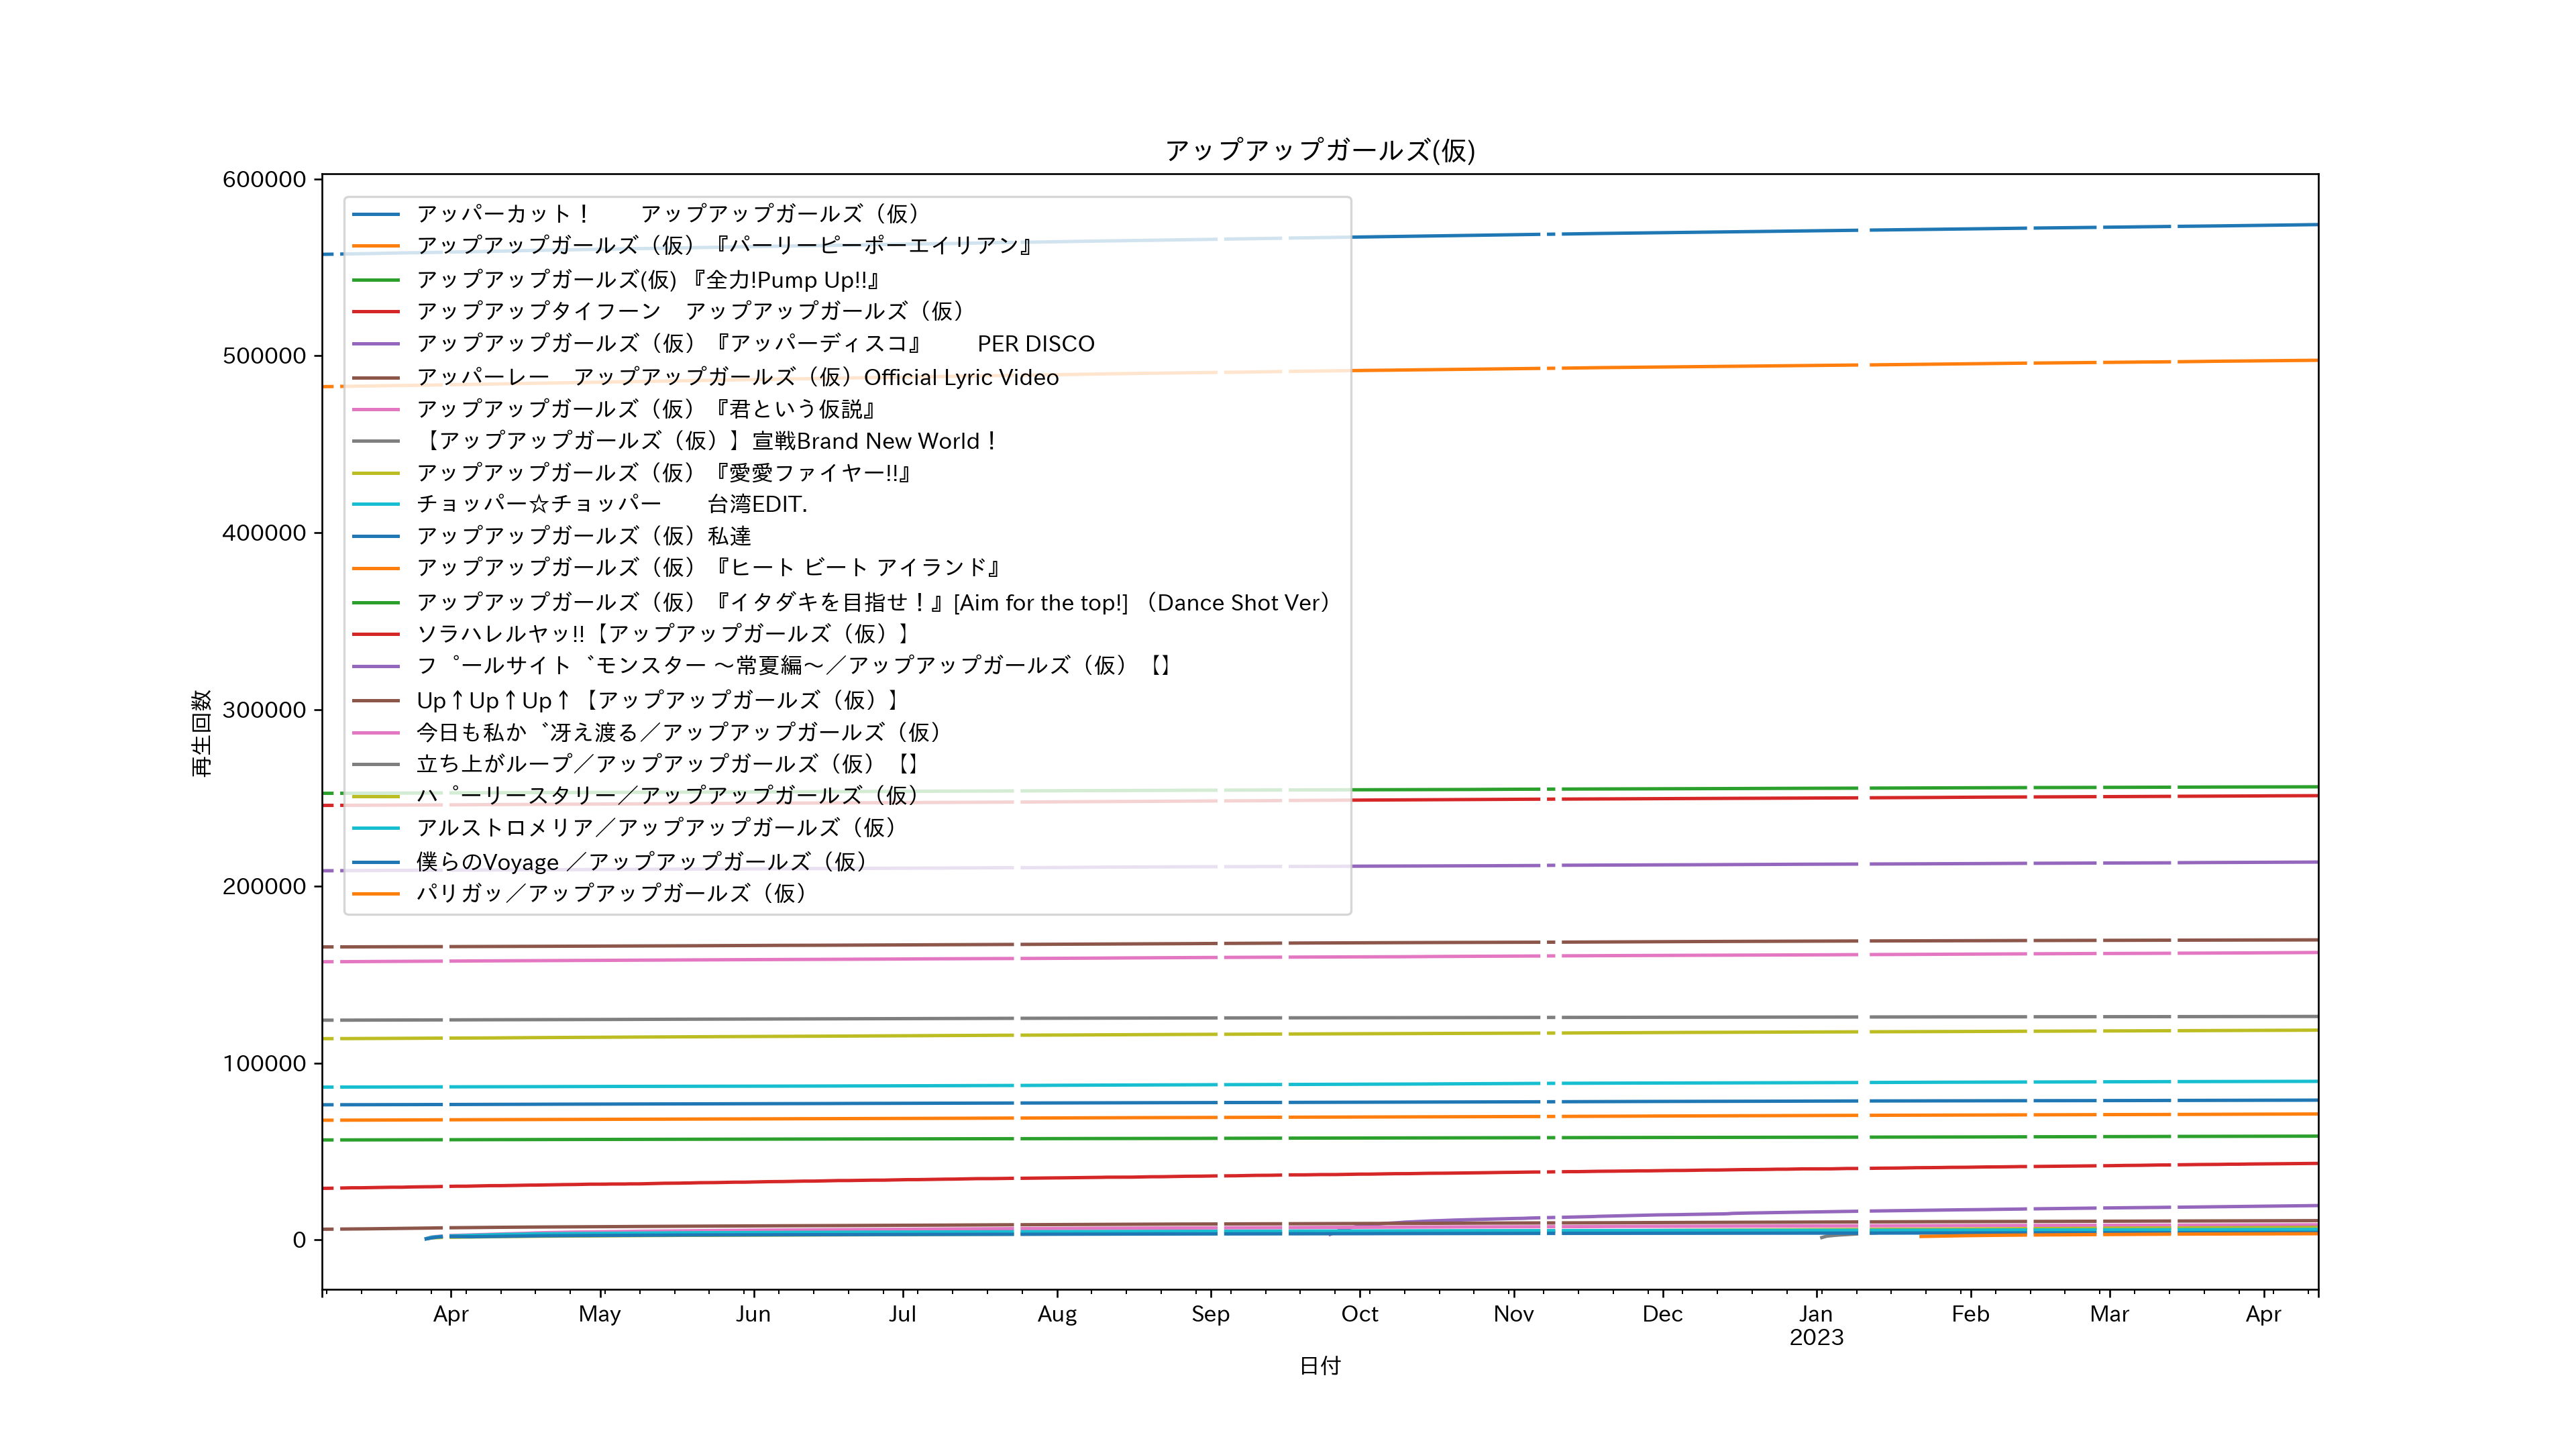 アップアップガールズ(仮)
600000
500000
400000
300000
200000
100000
0
再生回数
アッパーカット！　　アップアップガールズ（仮）
アップアップガールズ（仮）『パーリーピーポーエイリアン』
アップアップガールズ(仮) 『全力!Pump Up!!』
アップアップタイフーン　アップアップガールズ（仮）
アップアップガールズ（仮）『アッパーディスコ』　　PER DISCO
アッパーレー　アップアップガールズ（仮）Official Lyric Video
アップアップガールズ（仮）『君という仮説』
【アップアップガールズ（仮）】宣戦Brand New World！
アップアップガールズ（仮）『愛愛ファイヤー!!』
チョッパー☆チョッパー　　台湾EDIT.
アップアップガールズ（仮）私達
アップアップガールズ（仮）『ヒート ビート アイランド』
アップアップガールズ（仮）『イタダキを目指せ！』[Aim for the top!] （Dance Shot Ver）
ソラハレルヤッ!!【アップアップガールズ（仮）】
フ゜ールサイト゛モンスター ～常夏編～／アップアップガールズ（仮）【】
Up↑Up↑Up↑【アップアップガールズ（仮）】
今日も私か゛冴え渡る／アップアップガールズ（仮）
立ち上がループ／アップアップガールズ（仮）【】
ハ゜ーリースタリー／アップアップガールズ（仮）
アルストロメリア／アップアップガールズ（仮）
僕らのVoyage ／アップアップガールズ（仮）
パリガッ／アップアップガールズ（仮）
Apr May Jun Jul Aug Sep Oct Nov Dec Jan Feb Mar Apr
2023
日付